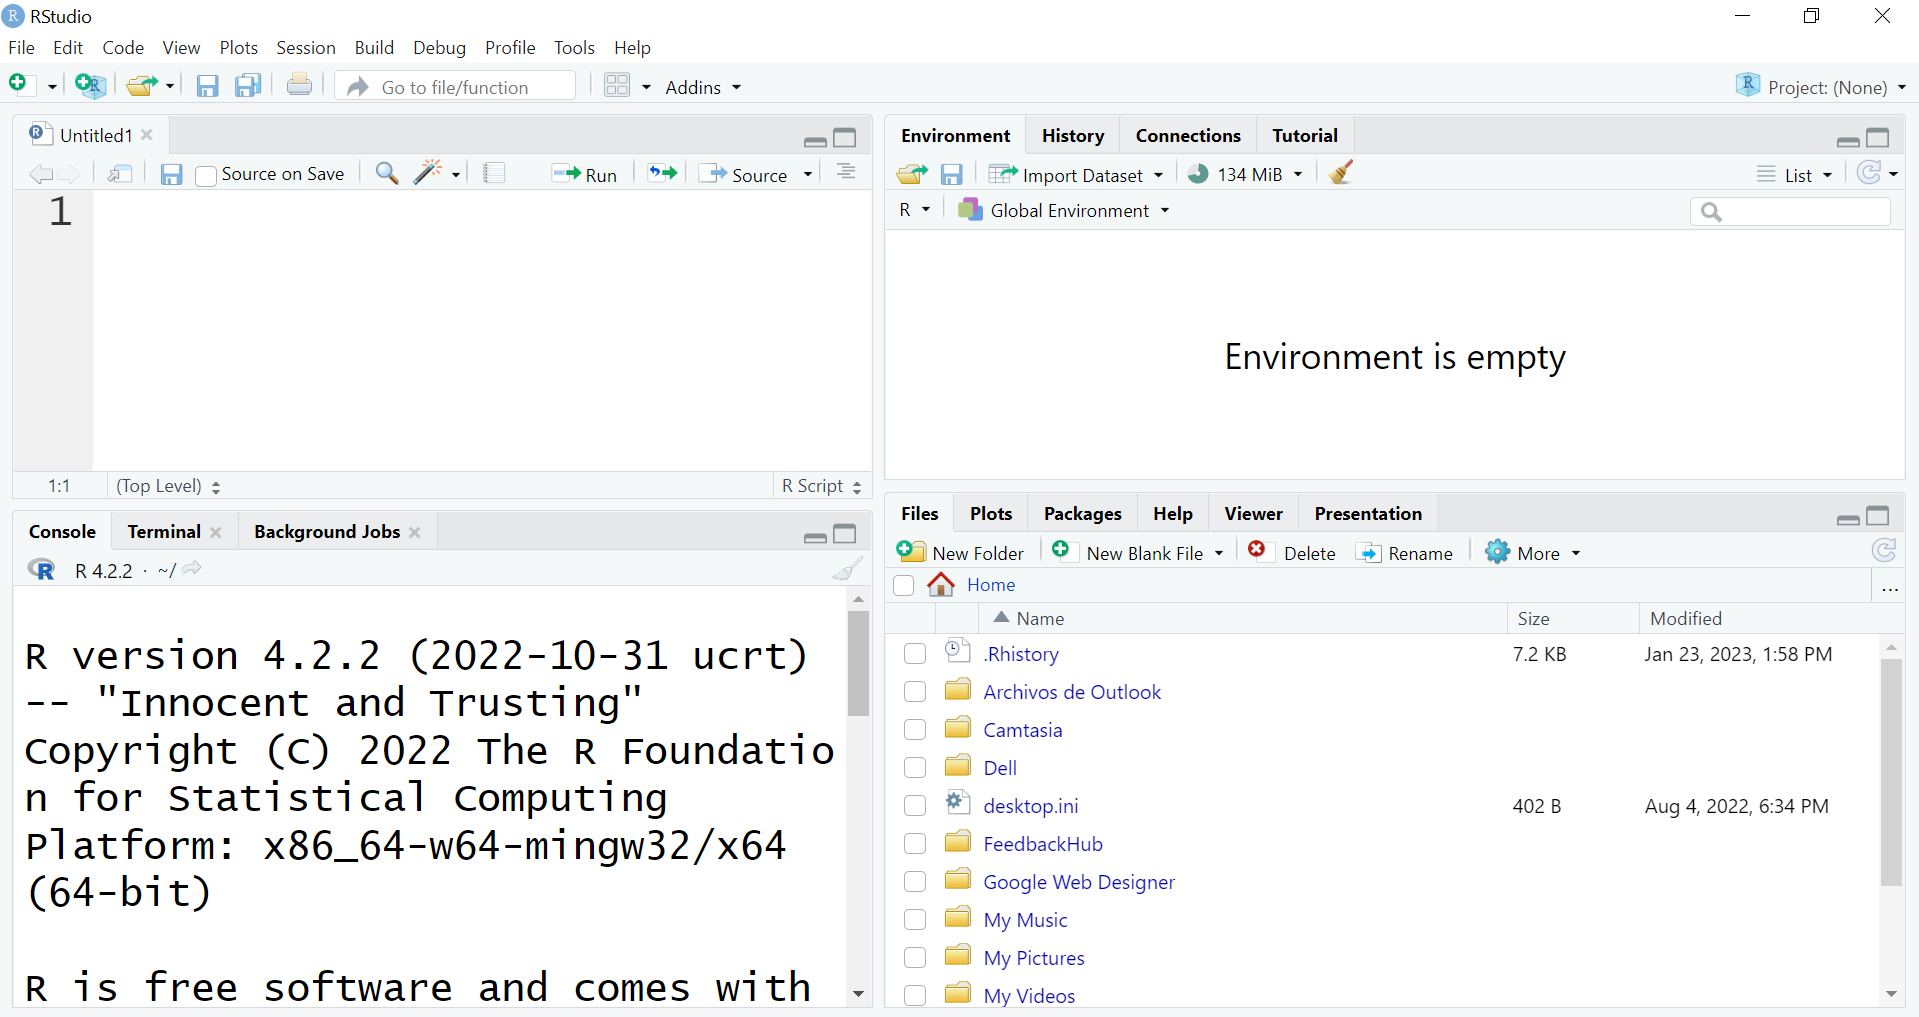 RStudio
File Edit Code View Plots Session Build Debug Profile Tools Help
Go to file/function Addins Project: (None)
Untitled1
Source on Save Run Source
1
1:1 (Top Level) R Script
Console Terminal Background Jobs
R 4.2.2 · ~/
R version 4.2.2 (2022-10-31 ucrt)
-- "Innocent and Trusting"
Copyright (C) 2022 The R Foundatio
n for Statistical Computing
Platform: x86_64-w64-mingw32/x64
(64-bit)
R is free software and comes with
Environment History Connections Tutorial
Import Dataset 134 MiB List
R Global Environment
Environment is empty
Files Plots Packages Help Viewer Presentation
New Folder New Blank File Delete Rename More
Home ...
Name Size Modified
.Rhistory 7.2 KB Jan 23, 2023, 1:58 PM
Archivos de Outlook
Camtasia
Dell
desktop.ini 402 B Aug 4, 2022, 6:34 PM
FeedbackHub
Google Web Designer
My Music
My Pictures
My Videos